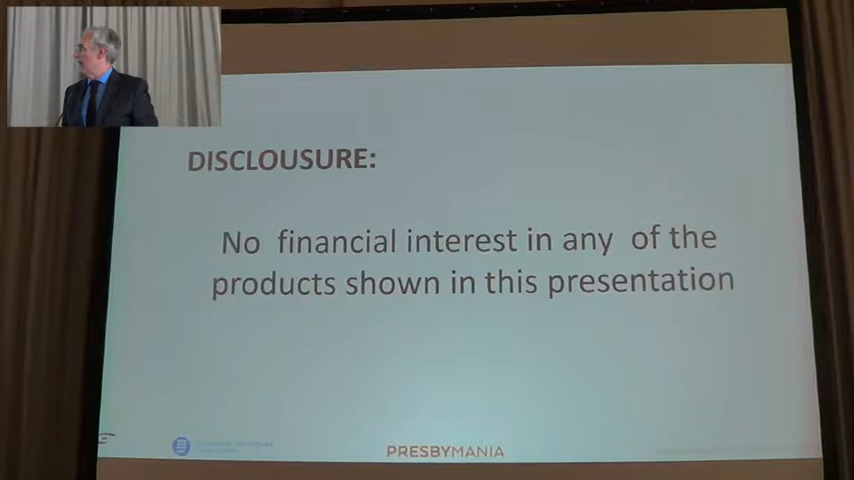 DISCLOUSURE:
No financial interest in any of the
products shown in this presentation
PRESBYMANIA